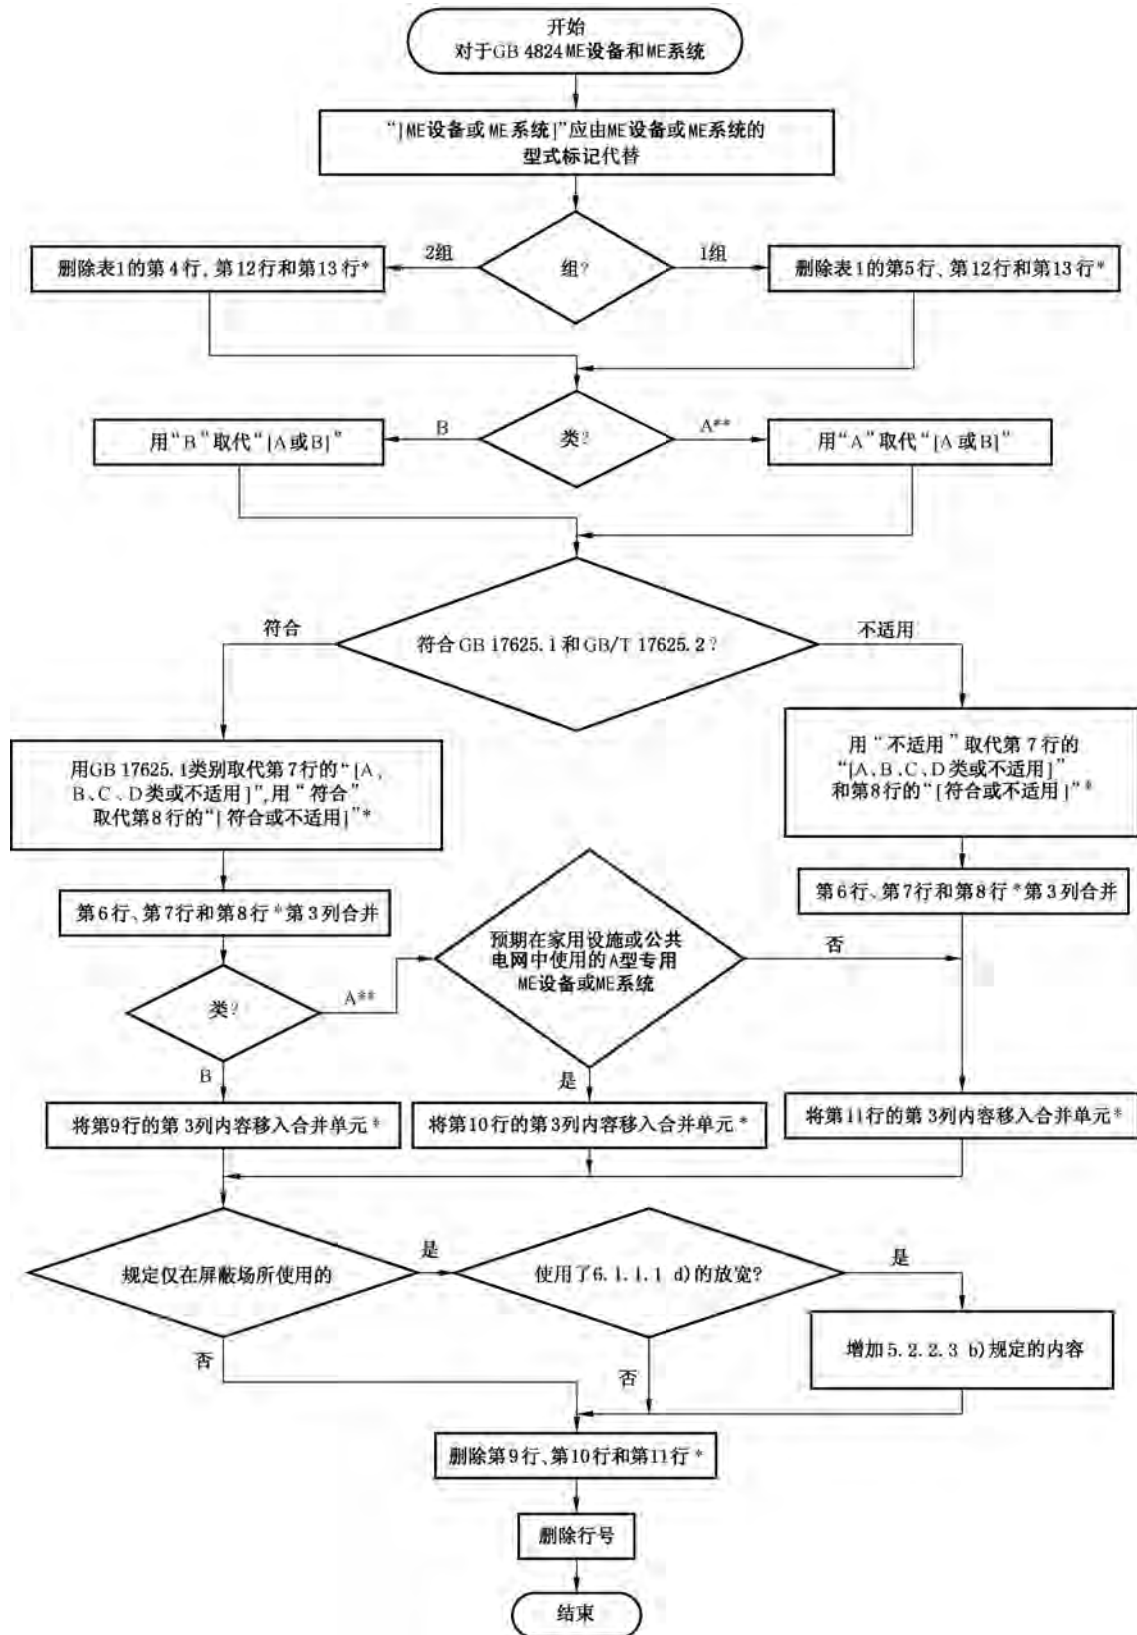 开始
对于GB 4824 ME设备和ME系统
“[ME设备或ME系统]”应由ME设备或ME系统的
型式标记代替
2组
组?
1组
删除表1的第4行, 第12行和第13行*
删除表1的第5行、第12行和第13行*
B
类?
A**
用“B”取代“[A或B]”
用“A”取代“[A或B]”
符合
符合GB 17625.1和GB/T 17625.2?
不适用
用GB 17625.1类别取代第7行的“[A,
B、C、D类或不适用]”,用“符合”
取代第8行的“[符合或不适用]”*
用“不适用”取代第7行的
“[A、B、C、D类或不适用]”
和第8行的“[符合或不适用]”*
第6行、第7行和第8行*第3列合并
第6行、第7行和第8行*第3列合并
预期在家用设施或公共
电网中使用的A型专用
ME设备或ME系统
否
类?
A**
B
是
将第9行的第3列内容移入合并单元*
将第10行的第3列内容移入合并单元*
将第11行的第3列内容移入合并单元*
规定仅在屏蔽场所使用的
是
使用了6.1.1.1 d)的放宽?
是
增加5.2.2.3 b)规定的内容
否
否
删除第9行、第10行和第11行*
删除行号
结束